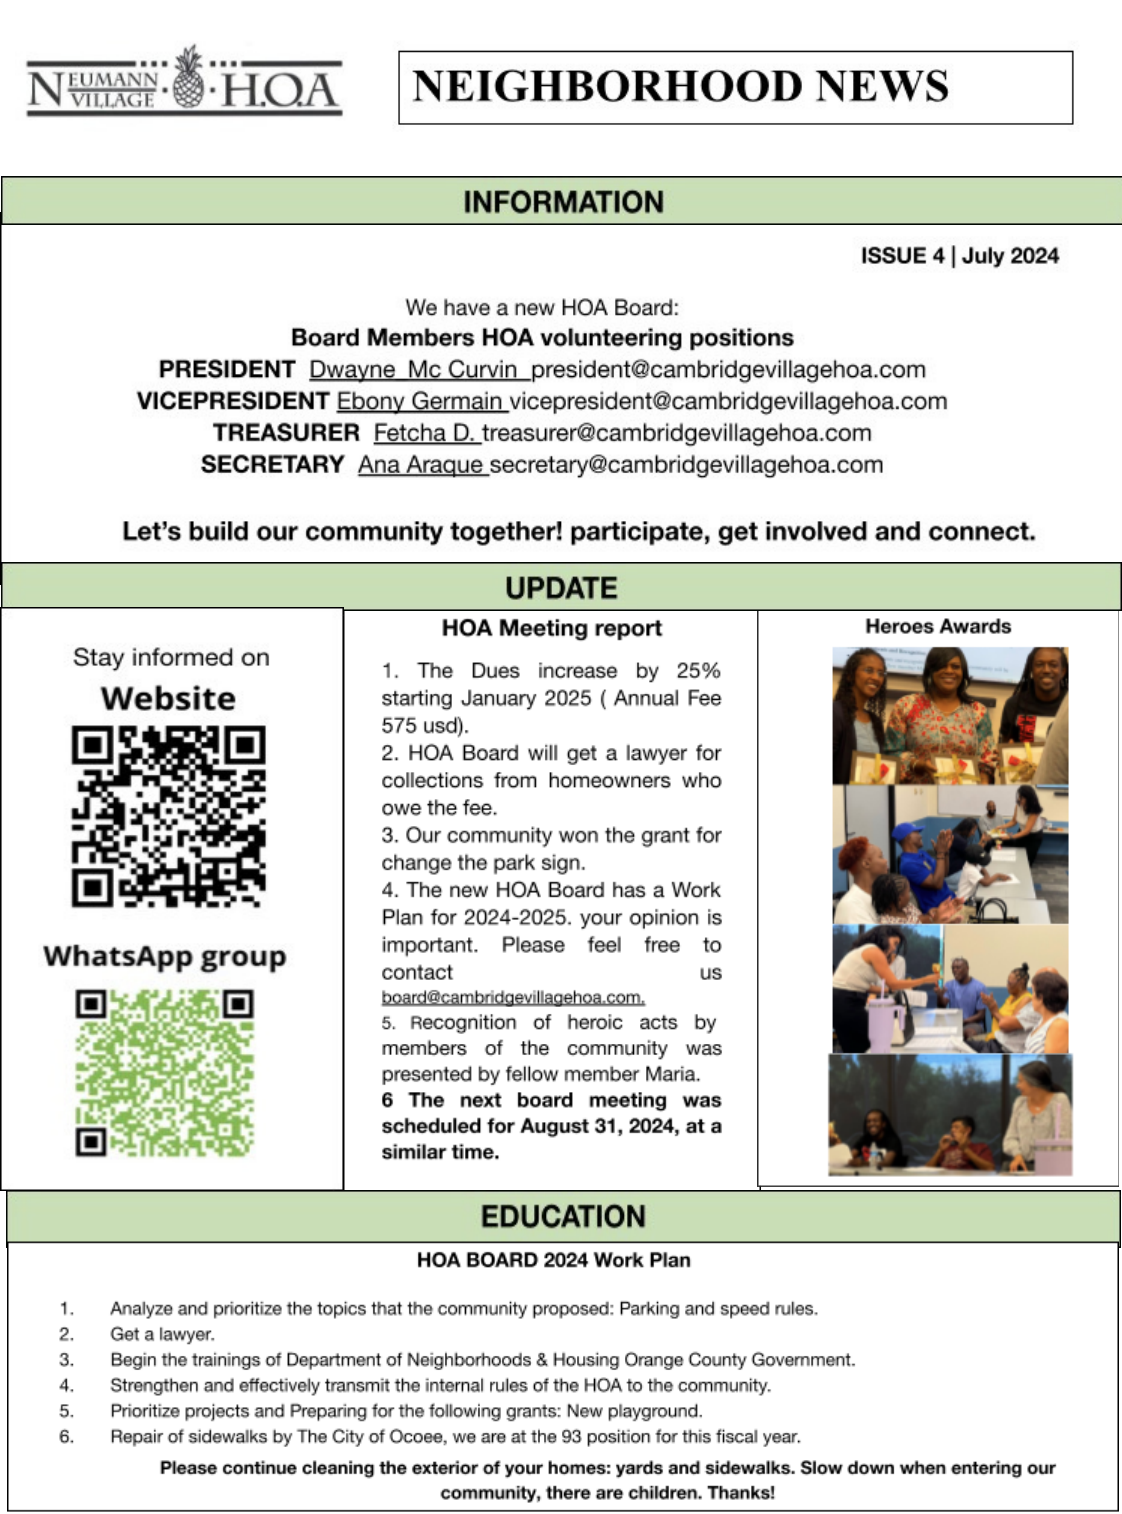 NEUMANN VILLAGE · H.O.A
NEIGHBORHOOD NEWS
INFORMATION
ISSUE 4 | July 2024
We have a new HOA Board:
Board Members HOA volunteering positions
PRESIDENT Dwayne Mc Curvin president@cambridgevillagehoa.com
VICEPRESIDENT Ebony Germain vicepresident@cambridgevillagehoa.com
TREASURER Fetcha D. treasurer@cambridgevillagehoa.com
SECRETARY Ana Araque secretary@cambridgevillagehoa.com
Let's build our community together! participate, get involved and connect.
UPDATE
Stay informed on
Website
WhatsApp group
HOA Meeting report
1. The Dues increase by 25%
starting January 2025 ( Annual Fee
575 usd).
2. HOA Board will get a lawyer for
collections from homeowners who
owe the fee.
3. Our community won the grant for
change the park sign.
4. The new HOA Board has a Work
Plan for 2024-2025. your opinion is
important. Please feel free to
contact us
board@cambridgevillagehoa.com.
5. Recognition of heroic acts by
members of the community was
presented by fellow member Maria.
6 The next board meeting was
scheduled for August 31, 2024, at a
similar time.
Heroes Awards
EDUCATION
HOA BOARD 2024 Work Plan
1. Analyze and prioritize the topics that the community proposed: Parking and speed rules.
2. Get a lawyer.
3. Begin the trainings of Department of Neighborhoods & Housing Orange County Government.
4. Strengthen and effectively transmit the internal rules of the HOA to the community.
5. Prioritize projects and Preparing for the following grants: New playground.
6. Repair of sidewalks by The City of Ocoee, we are at the 93 position for this fiscal year.
Please continue cleaning the exterior of your homes: yards and sidewalks. Slow down when entering our
community, there are children. Thanks!